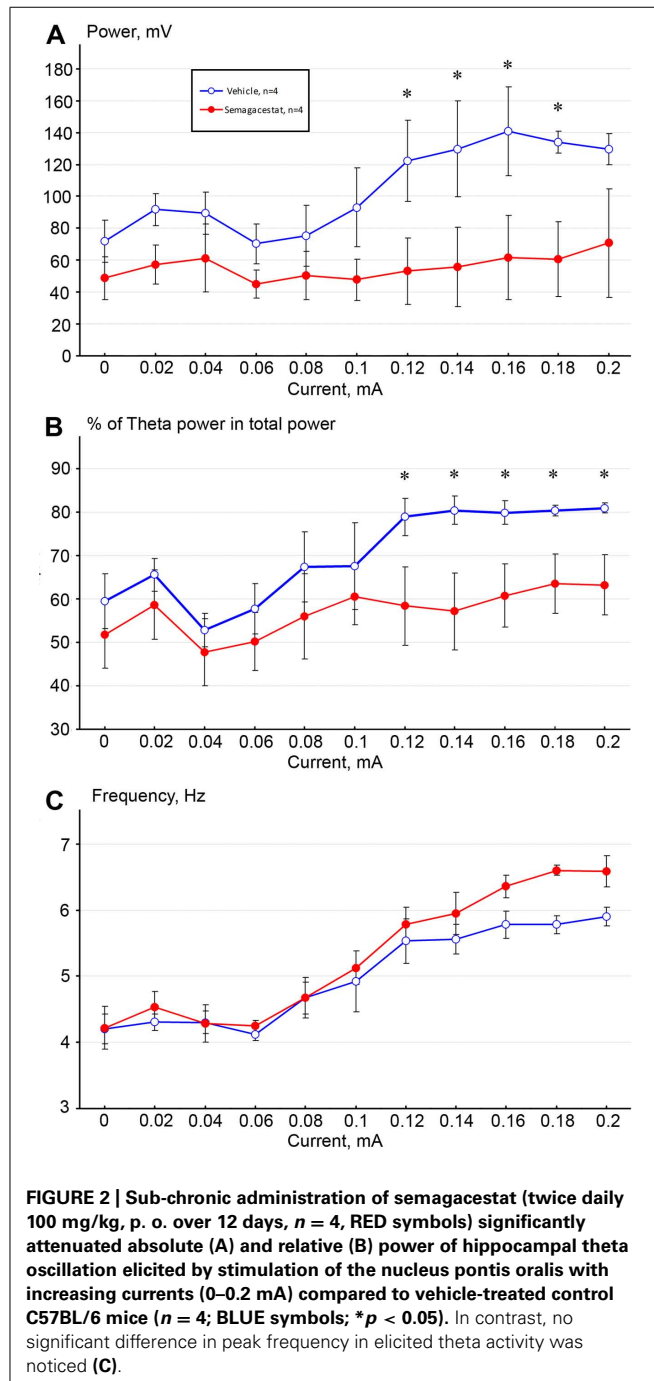 A
Power, mV
180
160
140
120
100
80
60
40
20
0
Vehicle, n=4
Semagacestat, n=4
* * * *
0 0.02 0.04 0.06 0.08 0.1 0.12 0.14 0.16 0.18 0.2
Current, mA
B
% of Theta power in total power
90
80
70
60
50
40
30
* * * * *
0 0.02 0.04 0.06 0.08 0.1 0.12 0.14 0.16 0.18 0.2
Current, mA
C
Frequency, Hz
7
6
5
4
3
0 0.02 0.04 0.06 0.08 0.1 0.12 0.14 0.16 0.18 0.2
Current, mA
FIGURE 2 | Sub-chronic administration of semagacestat (twice daily
100 mg/kg, p. o. over 12 days, n = 4, RED symbols) significantly
attenuated absolute (A) and relative (B) power of hippocampal theta
oscillation elicited by stimulation of the nucleus pontis oralis with
increasing currents (0–0.2 mA) compared to vehicle-treated control
C57BL/6 mice (n = 4; BLUE symbols; *p < 0.05). In contrast, no
significant difference in peak frequency in elicited theta activity was
noticed (C).